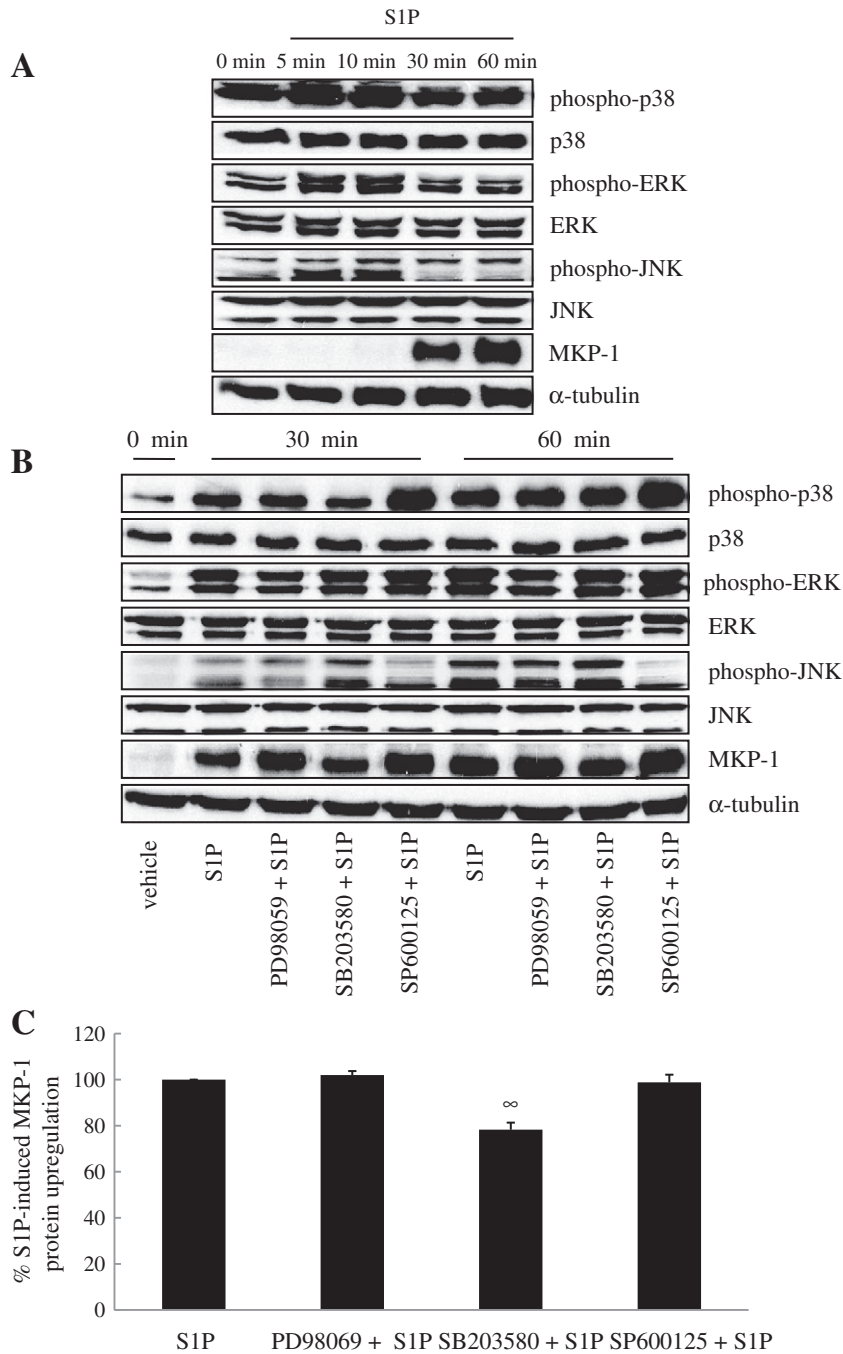 S1P
A
0 min 5 min 10 min 30 min 60 min
phospho-p38
p38
phospho-ERK
ERK
phospho-JNK
JNK
MKP-1
α-tubulin
B
0 min 30 min 60 min
phospho-p38
p38
phospho-ERK
ERK
phospho-JNK
JNK
MKP-1
α-tubulin
vehicle
S1P
PD98059 + S1P
SB203580 + S1P
SP600125 + S1P
S1P
PD98059 + S1P
SB203580 + S1P
SP600125 + S1P
C
% S1P-induced MKP-1
protein upregulation
120
100
80
60
40
20
0
∞
S1P PD98069 + S1P SB203580 + S1P SP600125 + S1P